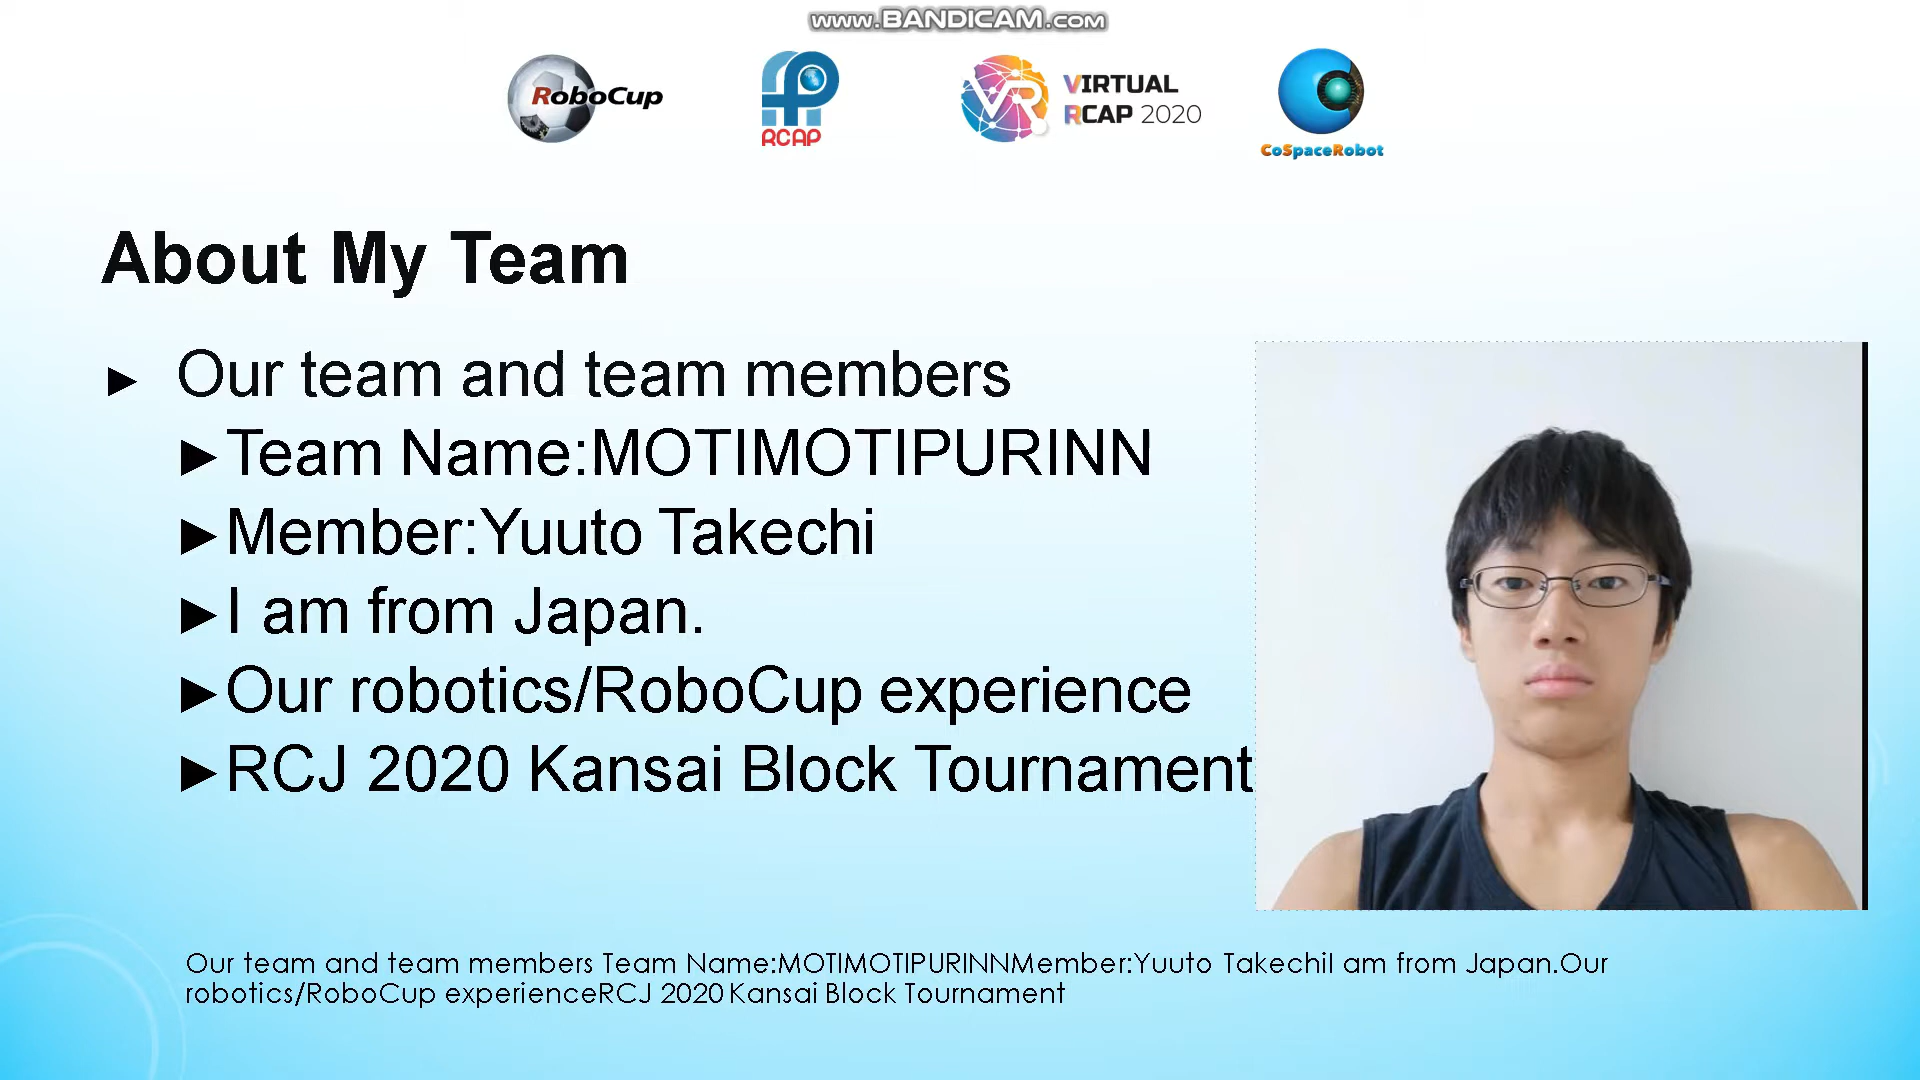 www.BANDICAM.com
RoboCup
RCAP
VR
VIRTUAL
RCAP 2020
CoSpaceRobot
About My Team
► Our team and team members
►Team Name:MOTIMOTIPURINN
►Member:Yuuto Takechi
►I am from Japan.
►Our robotics/RoboCup experience
►RCJ 2020 Kansai Block Tournament
Our team and team members Team Name:MOTIMOTIPURINNMember:Yuuto TakechiI am from Japan.Our
robotics/RoboCup experienceRCJ 2020 Kansai Block Tournament